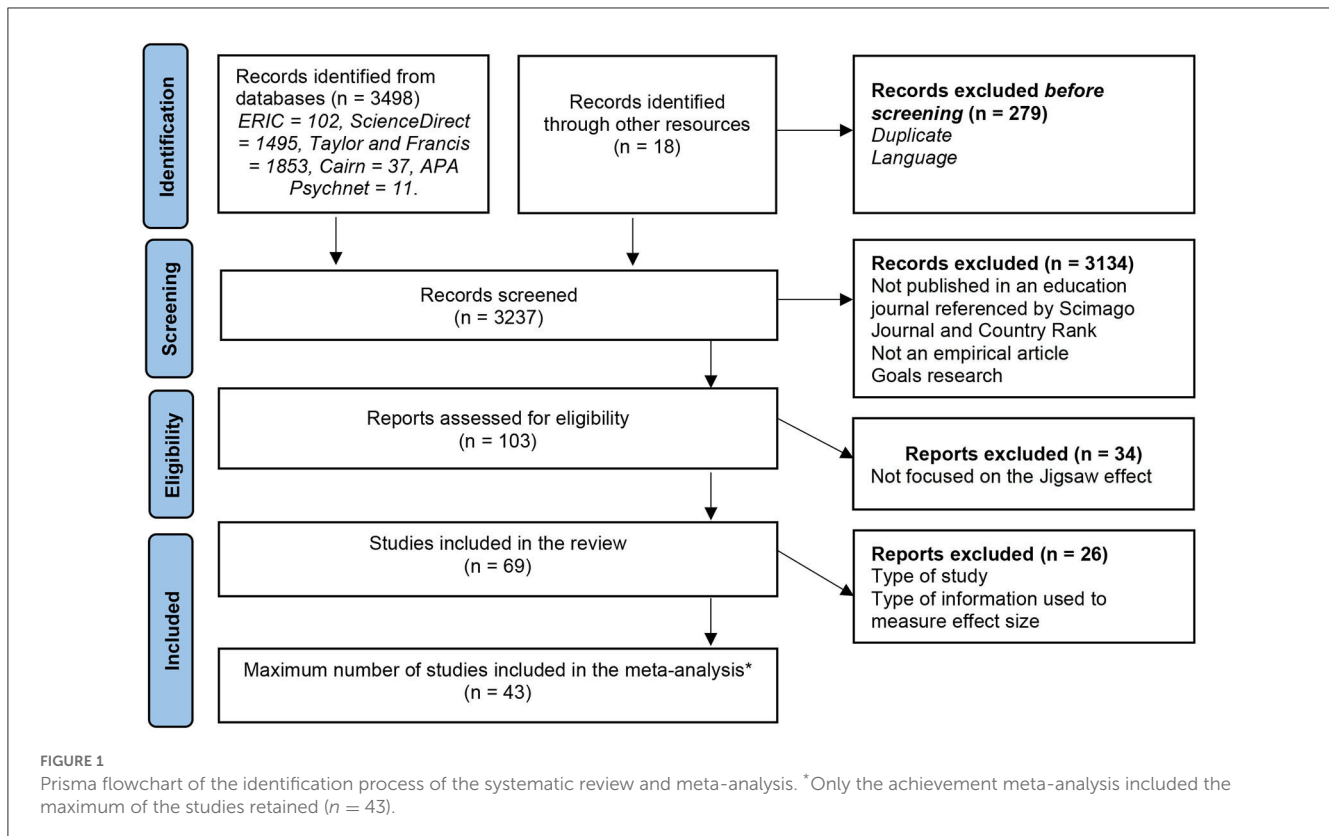 Identification
Records identified from
databases (n = 3498)
ERIC = 102, ScienceDirect
= 1495, Taylor and Francis
= 1853, Cairn = 37, APA
Psychnet = 11.
Records identified
through other resources
(n = 18)
Records excluded before
screening (n = 279)
Duplicate
Language
Screening
Records screened
(n = 3237)
Records excluded (n = 3134)
Not published in an education
journal referenced by Scimago
Journal and Country Rank
Not an empirical article
Goals research
Eligibility
Reports assessed for eligibility
(n = 103)
Reports excluded (n = 34)
Not focused on the Jigsaw effect
Included
Studies included in the review
(n = 69)
Reports excluded (n = 26)
Type of study
Type of information used to
measure effect size
Maximum number of studies included in the meta-analysis*
(n = 43)
FIGURE 1
Prisma flowchart of the identification process of the systematic review and meta-analysis. *Only the achievement meta-analysis included the
maximum of the studies retained (n = 43).